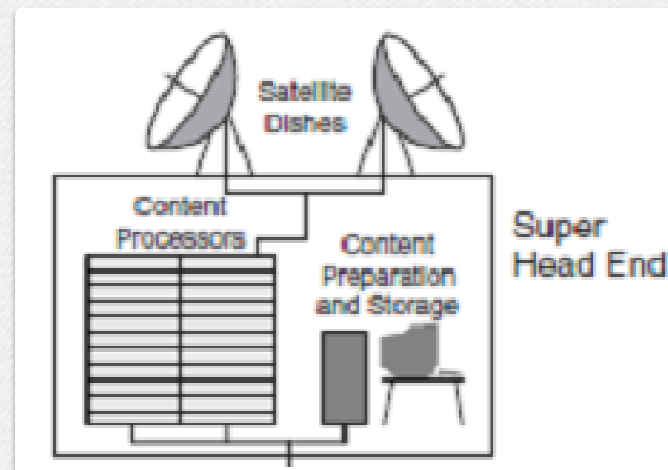 Satellite
Dishes
Content
Processors
Content
Preparation
and Storage
Super
Head End